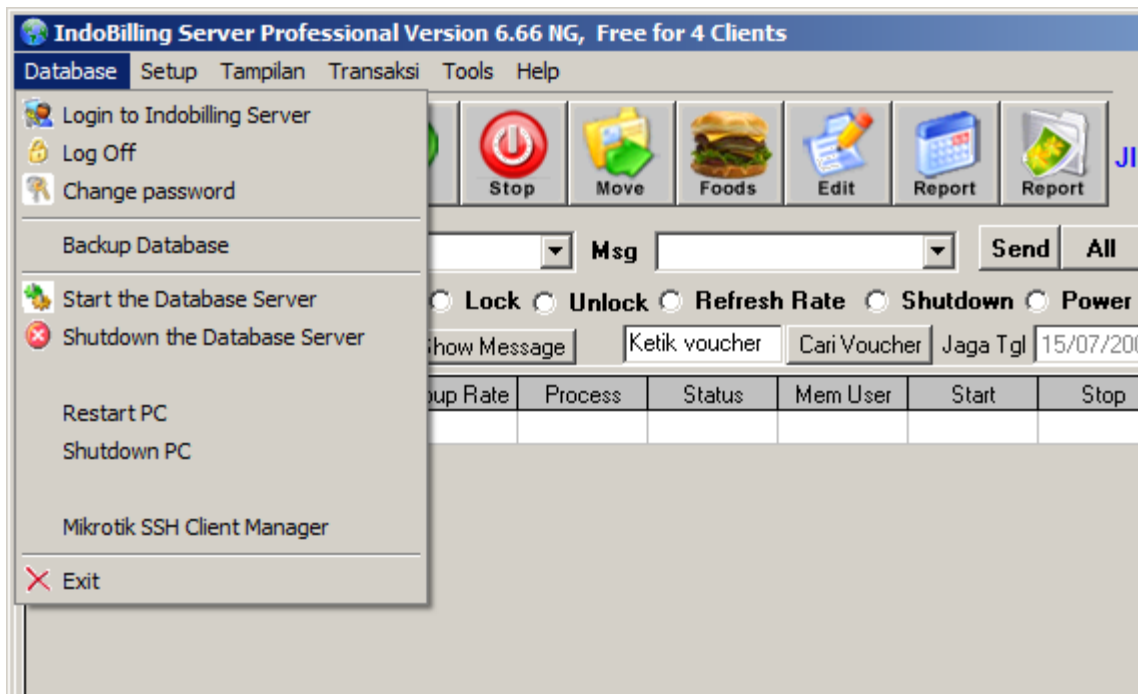 IndoBilling Server Professional Version 6.66 NG, Free for 4 Clients
Database Setup Tampilan Transaksi Tools Help
Login to Indobilling Server
Log Off
Change password
Backup Database
Start the Database Server
Shutdown the Database Server
Restart PC
Shutdown PC
Mikrotik SSH Client Manager
Exit
Stop Move Foods Edit Report Report
Msg Send All
Lock Unlock Refresh Rate Shutdown Power
Message Ketik voucher Cari Voucher Jaga Tgl 15/07/200
Rate Process Status Mem User Start Stop